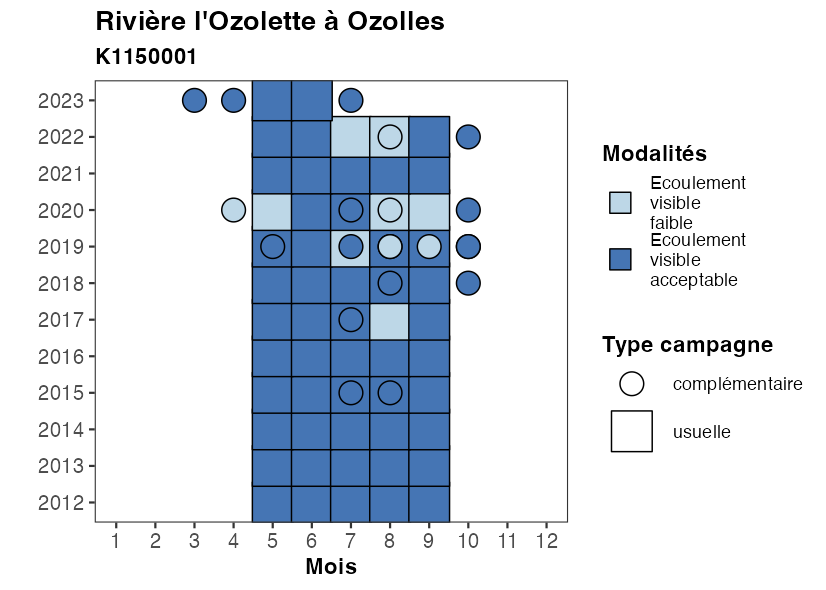 Rivière l'Ozolette à Ozolles
K1150001
2023
2022
2021
2020
2019
2018
2017
2016
2015
2014
2013
2012
1 2 3 4 5 6 7 8 9 10 11 12
Mois
Modalités
Ecoulement
visible
faible
Ecoulement
visible
acceptable
Type campagne
complémentaire
usuelle